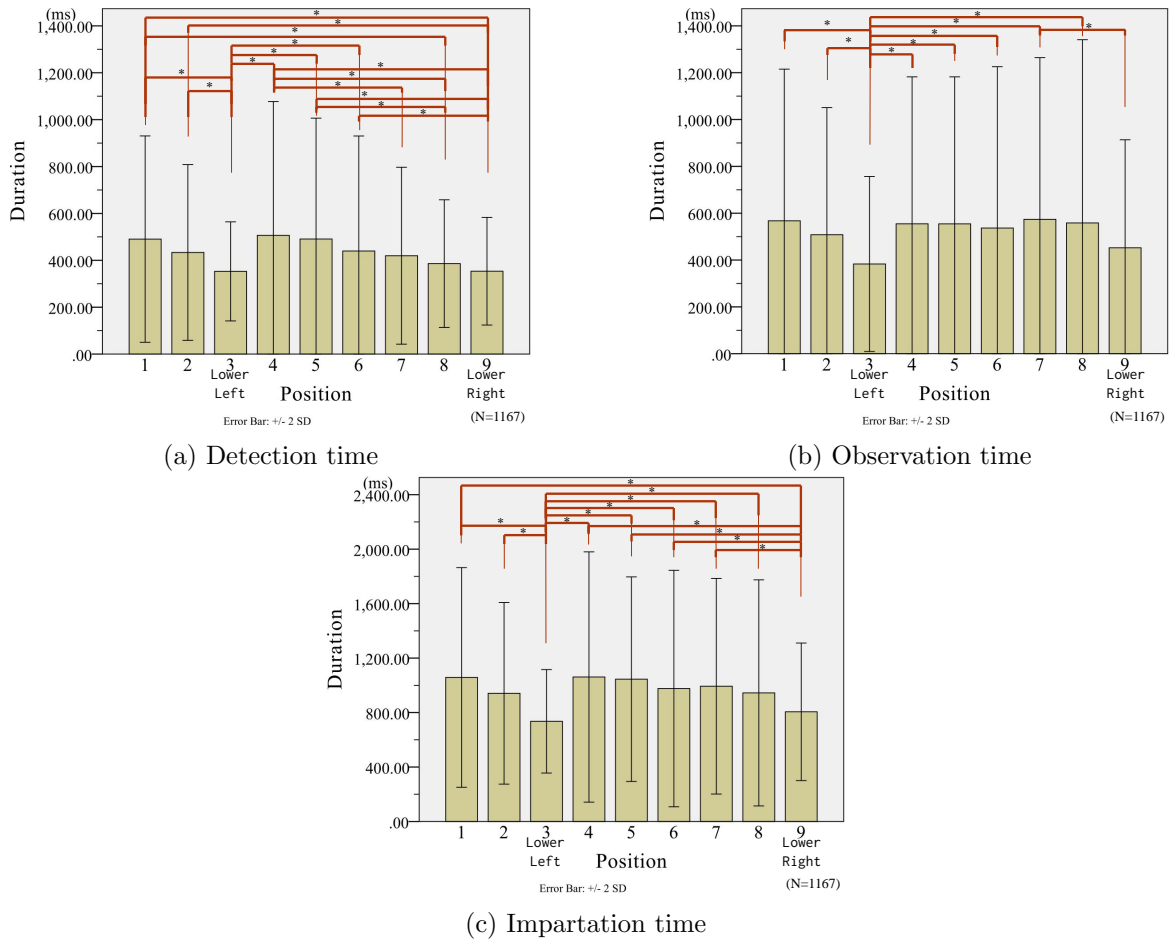 (ms)
1,400.00
1,200.00
1,000.00
800.00
600.00
400.00
200.00
.00
Duration
* * * * * * * * * * * * * * * *
1 2 3 4 5 6 7 8 9
Lower Left
Lower Right
Position
Error Bar: +/- 2 SD
(N=1167)
(a) Detection time
(ms)
1,400.00
1,200.00
1,000.00
800.00
600.00
400.00
200.00
.00
Duration
* * * * * * * * *
1 2 3 4 5 6 7 8 9
Lower Left
Lower Right
Position
Error Bar: +/- 2 SD
(N=1167)
(b) Observation time
(ms)
2,400.00
2,000.00
1,600.00
1,200.00
800.00
400.00
.00
Duration
* * * * * * * * * * * * *
1 2 3 4 5 6 7 8 9
Lower Left
Lower Right
Position
Error Bar: +/- 2 SD
(N=1167)
(c) Impartation time